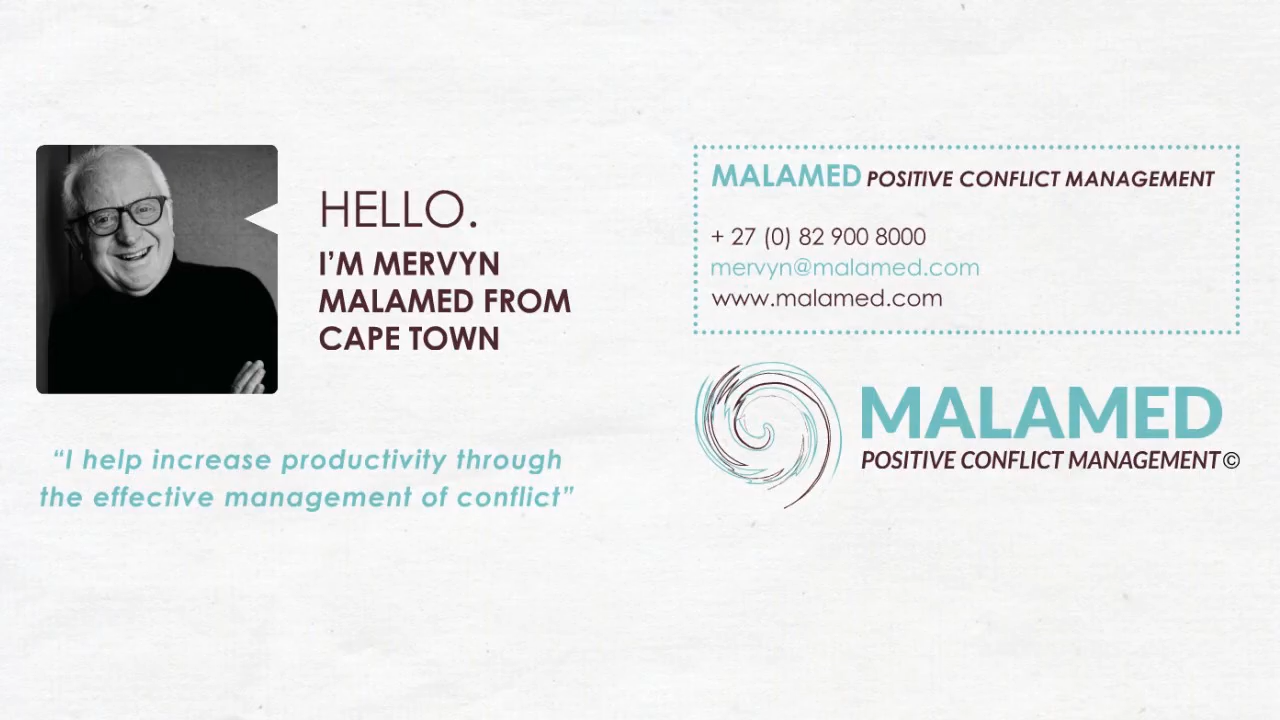 HELLO.
I'M MERVYN
MALAMED FROM
CAPE TOWN
“I help increase productivity through
the effective management of conflict”
MALAMED POSITIVE CONFLICT MANAGEMENT
+ 27 (0) 82 900 8000
mervyn@malamed.com
www.malamed.com
MALAMED
POSITIVE CONFLICT MANAGEMENT ©